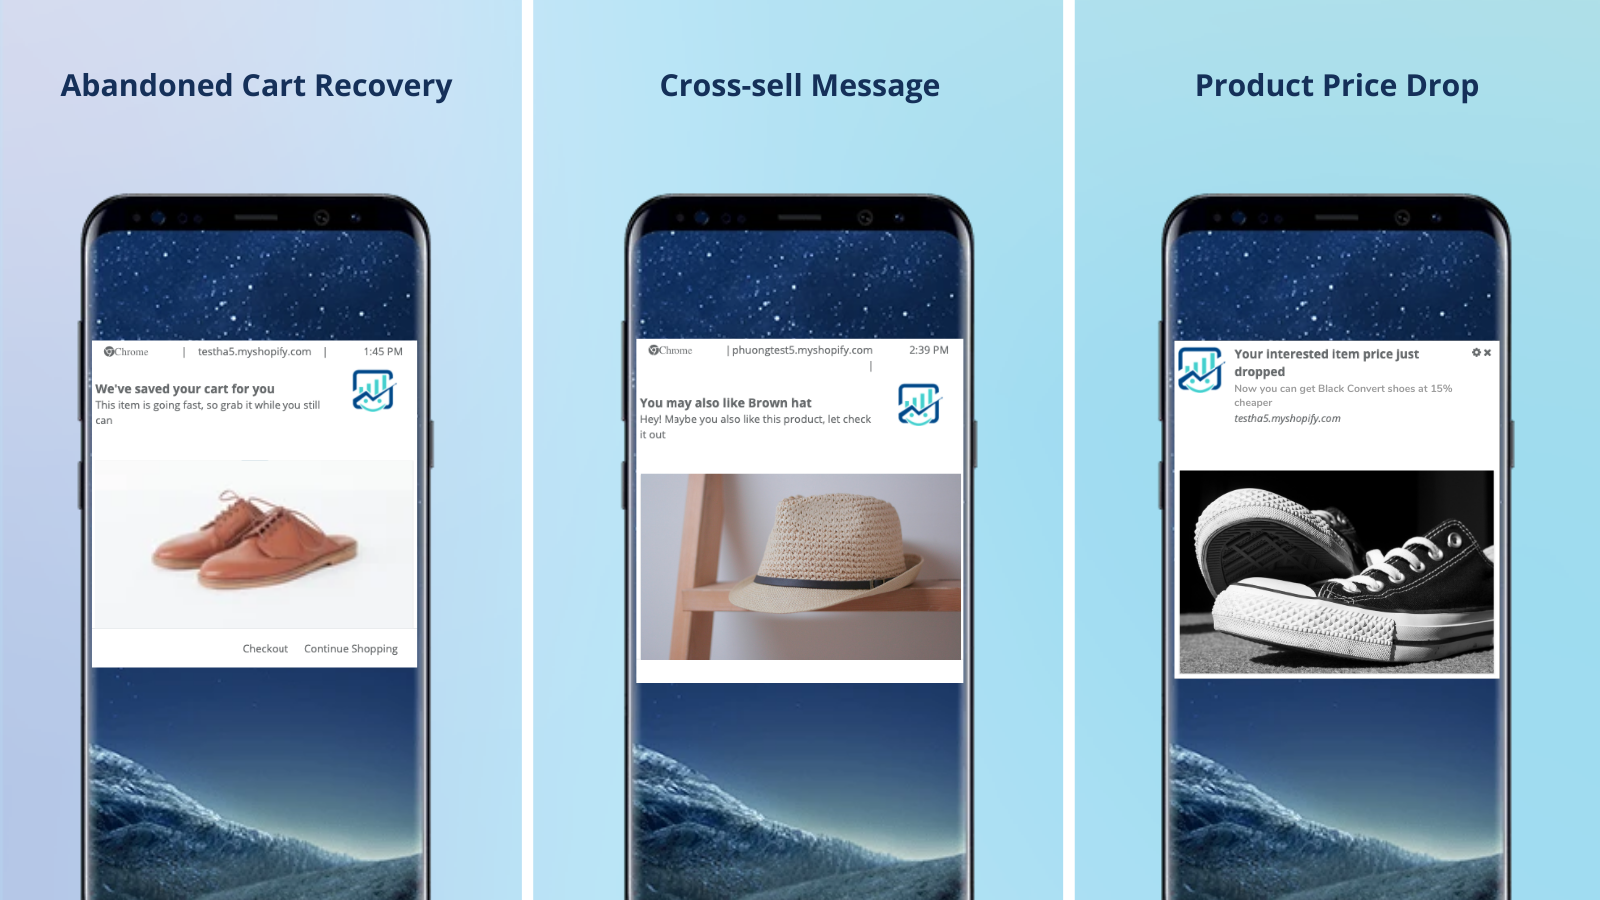 Abandoned Cart Recovery
Chrome | testha5.myshopify.com | 1:45 PM
We've saved your cart for you
This item is going fast, so grab it while you still
can
Checkout Continue Shopping
Cross-sell Message
Chrome | phuongtest5.myshopify.com 2:39 PM
|
You may also like Brown hat
Hey! Maybe you also like this product, let check
it out
Product Price Drop
Your interested item price just
dropped
Now you can get Black Convert shoes at 15%
cheaper
testha5.myshopify.com